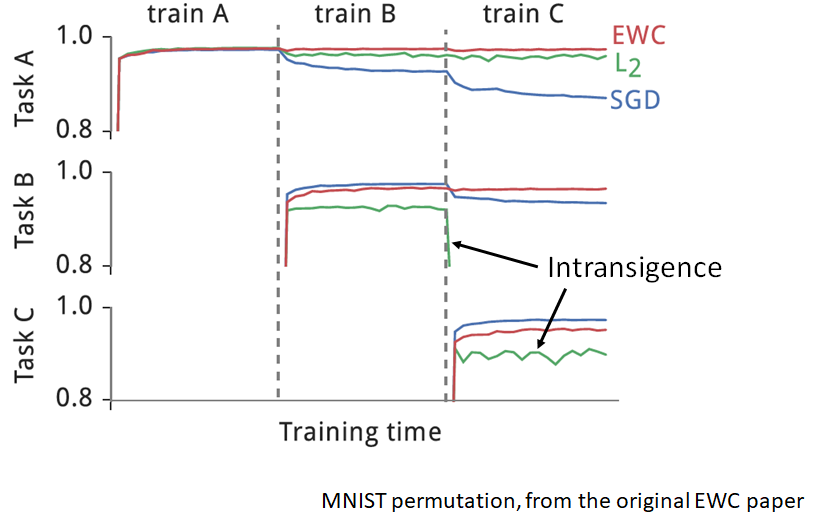 train A train B train C
EWC
L2
SGD
Task A
1.0
0.8
Task B
1.0
0.8
Intransigence
Task C
1.0
0.8
Training time
MNIST permutation, from the original EWC paper